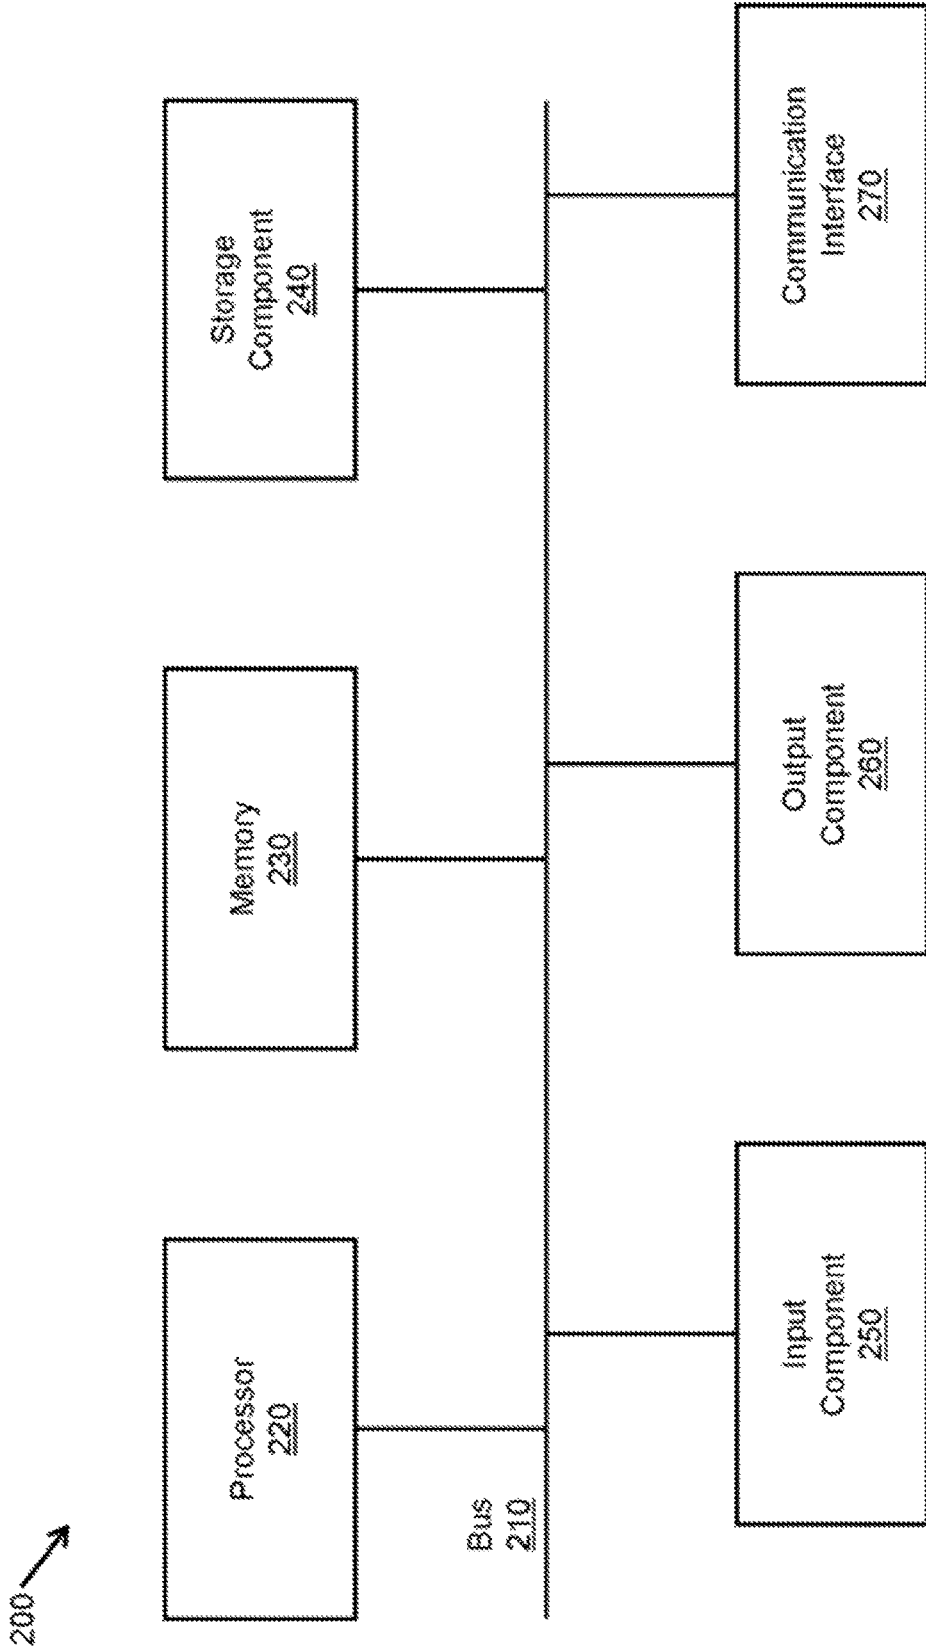 200
Processor
220
Memory
230
Storage
Component
240
Bus
210
Input
Component
250
Output
Component
260
Communication
Interface
270